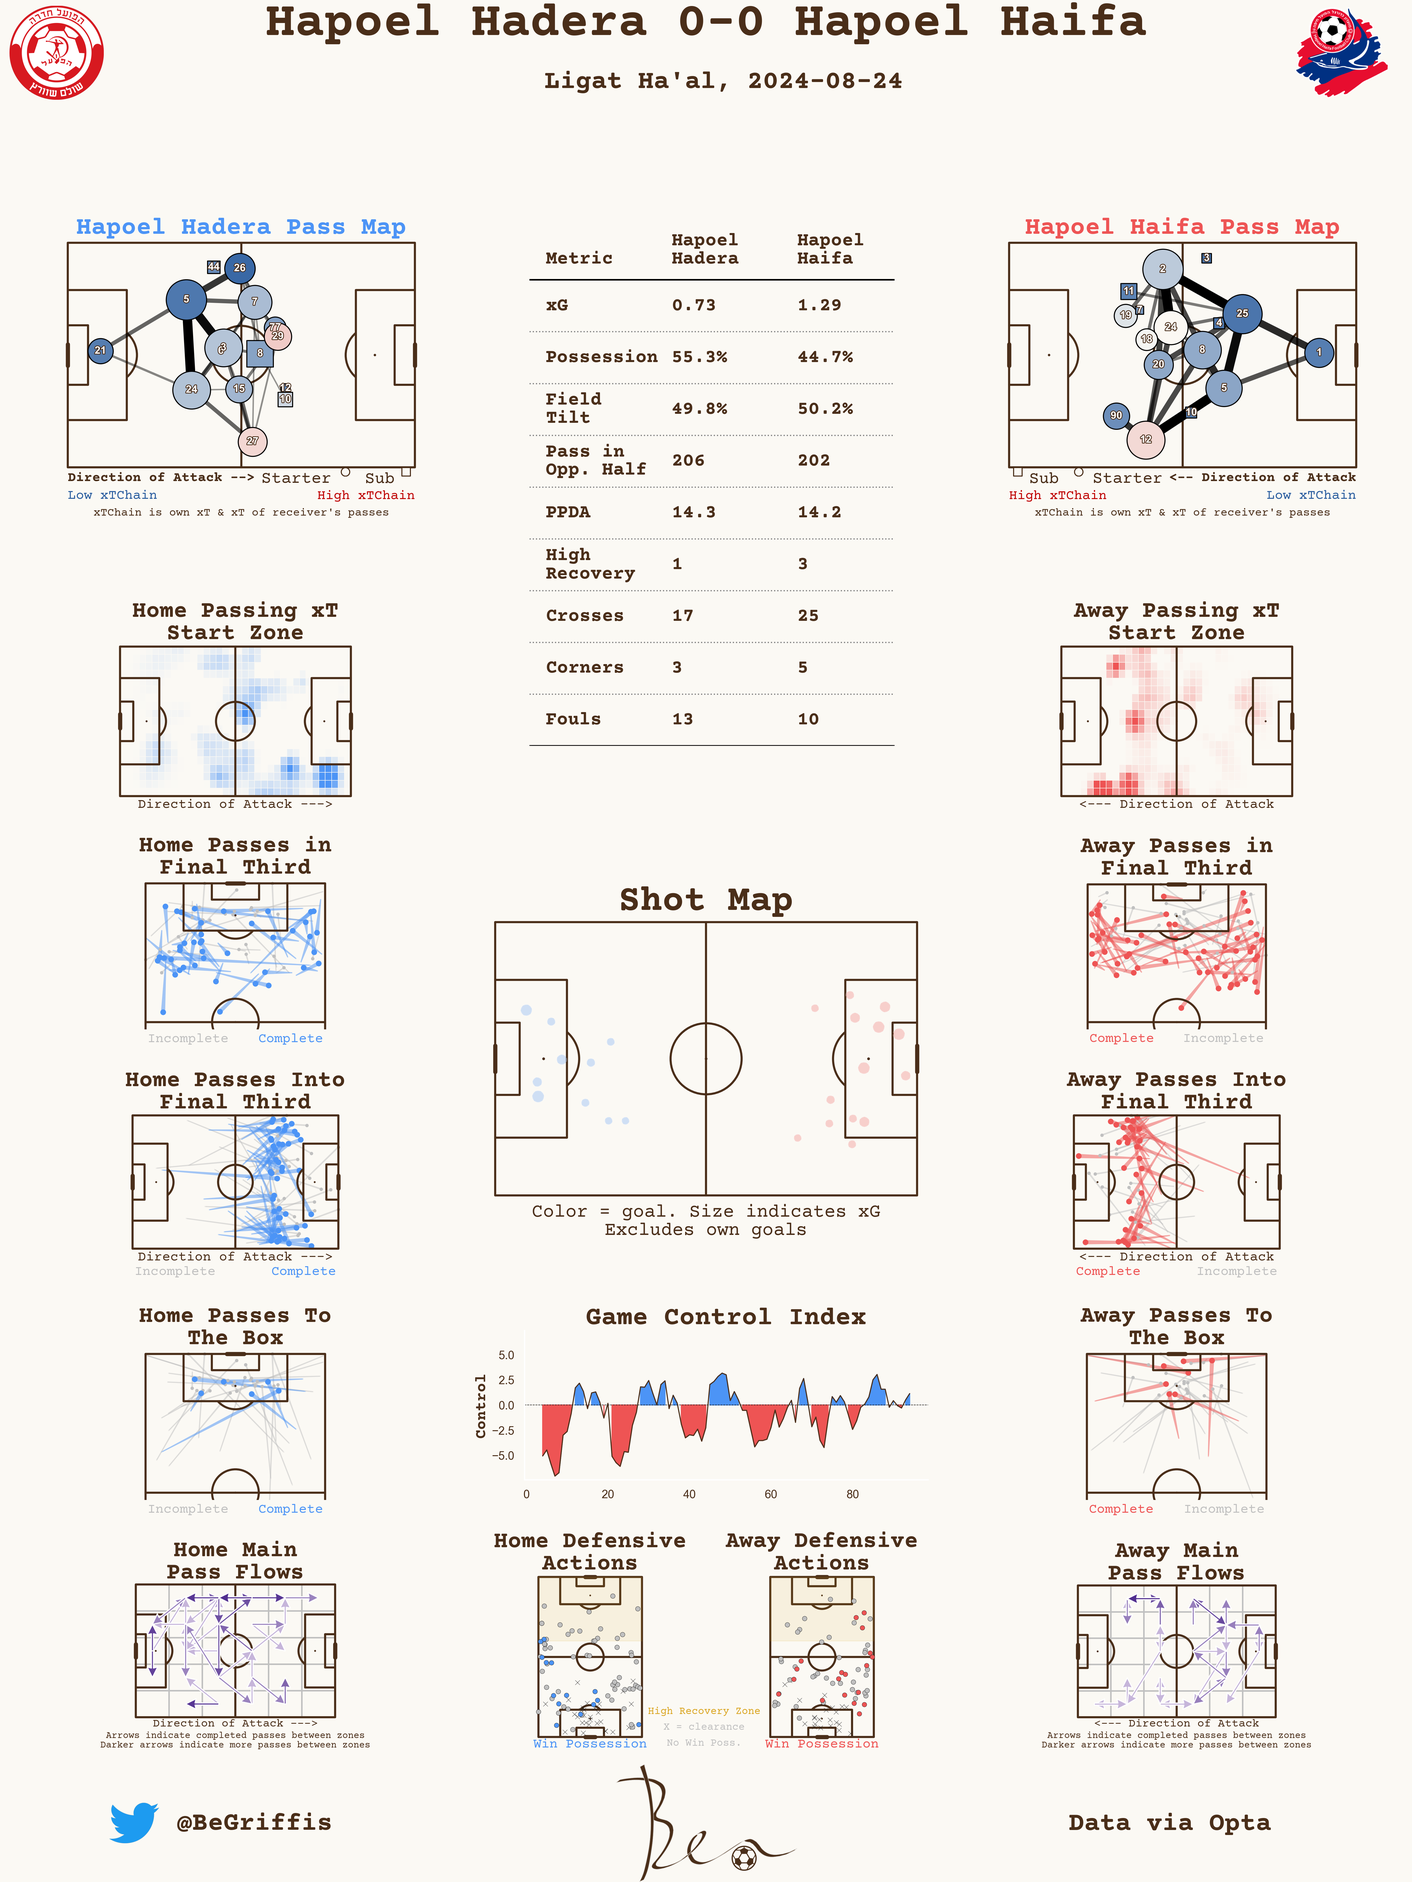 Hapoel Hadera 0-0 Hapoel Haifa
Ligat Ha'al, 2024-08-24
הפועל חדרה
הפועל
שולם שוורץ
Hapoel Hadera Pass Map
44
26
5
7
77
29
3
6
8
21
24
15
12
10
27
Direction of Attack --> Starter Sub
Low xTChain High xTChain
xTChain is own xT & xT of receiver's passes
Metric Hapoel Hadera Hapoel Haifa
xG 0.73 1.29
Possession 55.3% 44.7%
Field Tilt 49.8% 50.2%
Pass in Opp. Half 206 202
PPDA 14.3 14.2
High Recovery 1 3
Crosses 17 25
Corners 3 5
Fouls 13 10
Hapoel Haifa Pass Map
3
2
11
7
19
25
4
24
18
8
1
20
5
10
90
12
Sub Starter <-- Direction of Attack
High xTChain Low xTChain
xTChain is own xT & xT of receiver's passes
Home Passing xT
Start Zone
Direction of Attack --->
Away Passing xT
Start Zone
<--- Direction of Attack
Home Passes in
Final Third
Incomplete Complete
Away Passes in
Final Third
Complete Incomplete
Shot Map
Color = goal. Size indicates xG
Excludes own goals
Home Passes Into
Final Third
Direction of Attack --->
Incomplete Complete
Away Passes Into
Final Third
<--- Direction of Attack
Complete Incomplete
Home Passes To
The Box
Incomplete Complete
Game Control Index
Control
5.0
2.5
0.0
−2.5
−5.0
0 20 40 60 80
Away Passes To
The Box
Complete Incomplete
Home Main
Pass Flows
Direction of Attack --->
Arrows indicate completed passes between zones
Darker arrows indicate more passes between zones
Home Defensive
Actions
Win Possession
High Recovery Zone
X = clearance
No Win Poss.
Away Defensive
Actions
Win Possession
Away Main
Pass Flows
<--- Direction of Attack
Arrows indicate completed passes between zones
Darker arrows indicate more passes between zones
@BeGriffis
Ben
Data via Opta